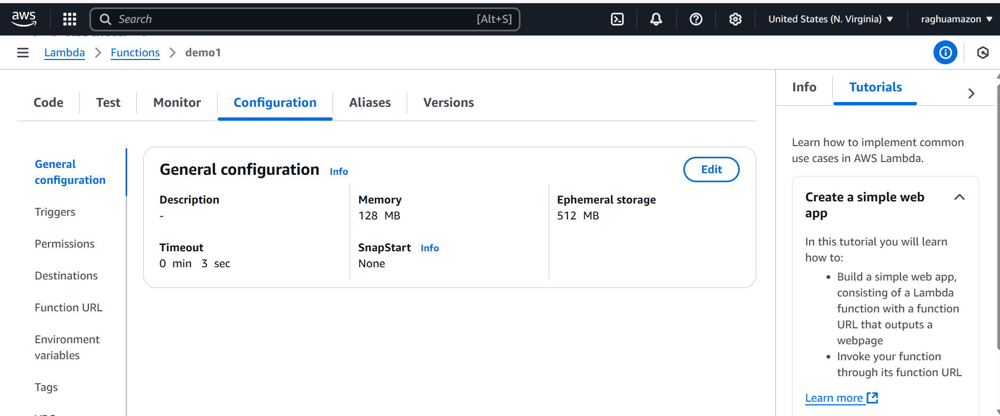 aws
Search [Alt+S]
United States (N. Virginia) ▼
raghuamazon ▼
Lambda > Functions > demo1
Code
Test
Monitor
Configuration
Aliases
Versions
General
configuration
Triggers
Permissions
Destinations
Function URL
Environment
variables
Tags
General configuration Info
Edit
Description
-
Memory
128 MB
Ephemeral storage
512 MB
Timeout
0 min 3 sec
SnapStart Info
None
Info
Tutorials
Learn how to implement common
use cases in AWS Lambda.
Create a simple web
app
In this tutorial you will learn
how to:
• Build a simple web app,
consisting of a Lambda
function with a function
URL that outputs a
webpage
• Invoke your function
through its function URL
Learn more